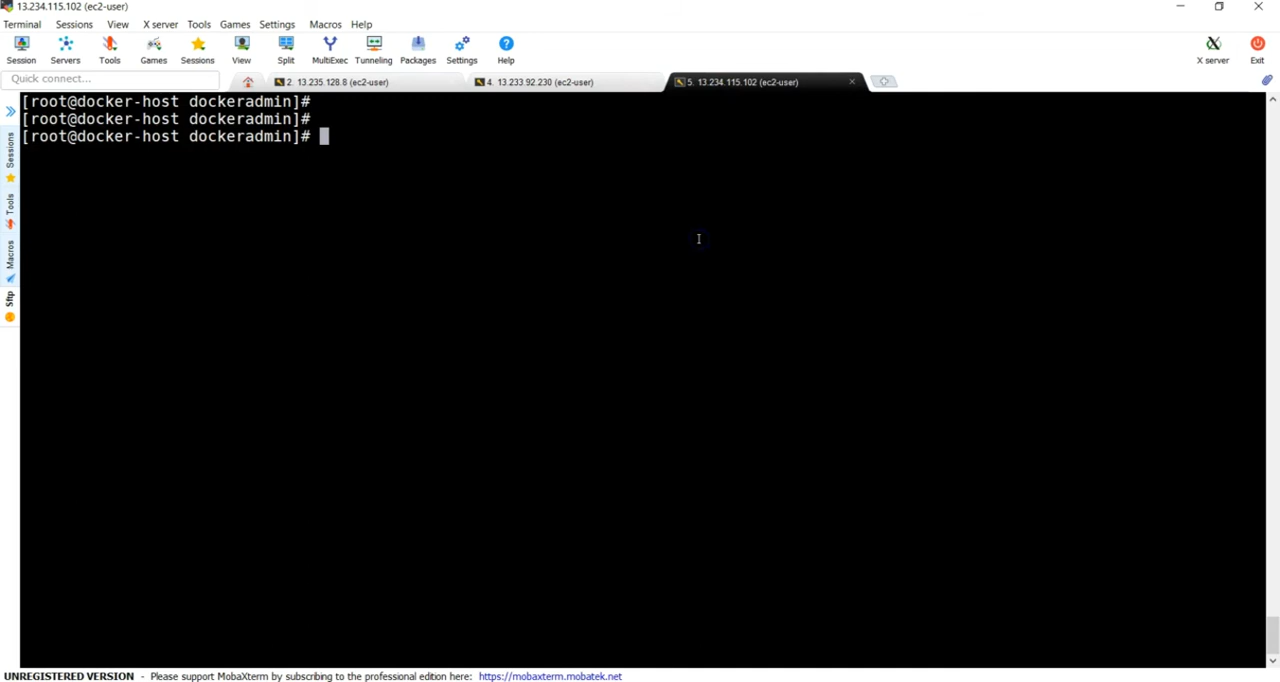 13.234.115.102 (ec2-user)
Terminal Sessions View X server Tools Games Settings Macros Help
Session Servers Tools Games Sessions View Split MultiExec Tunneling Packages Settings Help X server Exit
Quick connect... 2. 13.235.128.8 (ec2-user) 4. 13.233.92.230 (ec2-user) 5. 13.234.115.102 (ec2-user)
[root@docker-host dockeradmin]#
[root@docker-host dockeradmin]#
[root@docker-host dockeradmin]#
Sessions
Tools
Macros
Sftp
UNREGISTERED VERSION - Please support MobaXterm by subscribing to the professional edition here: https://mobaxterm.mobatek.net